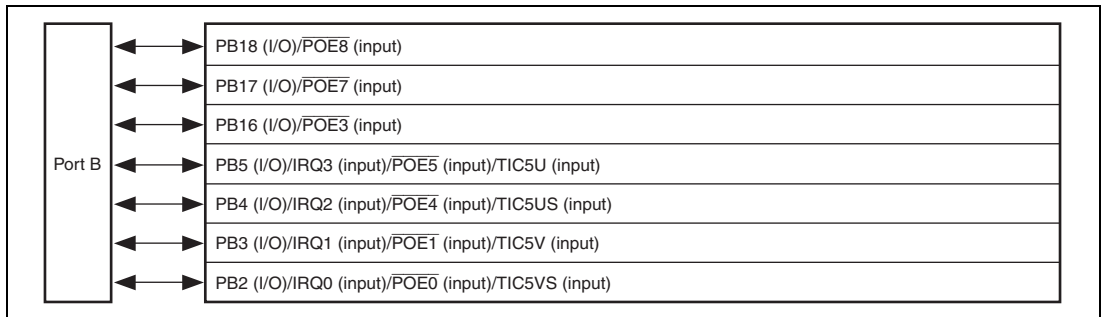 PB18 (I/O)/POE8 (input)
PB17 (I/O)/POE7 (input)
PB16 (I/O)/POE3 (input)
Port B
PB5 (I/O)/IRQ3 (input)/POE5 (input)/TIC5U (input)
PB4 (I/O)/IRQ2 (input)/POE4 (input)/TIC5US (input)
PB3 (I/O)/IRQ1 (input)/POE1 (input)/TIC5V (input)
PB2 (I/O)/IRQ0 (input)/POE0 (input)/TIC5VS (input)